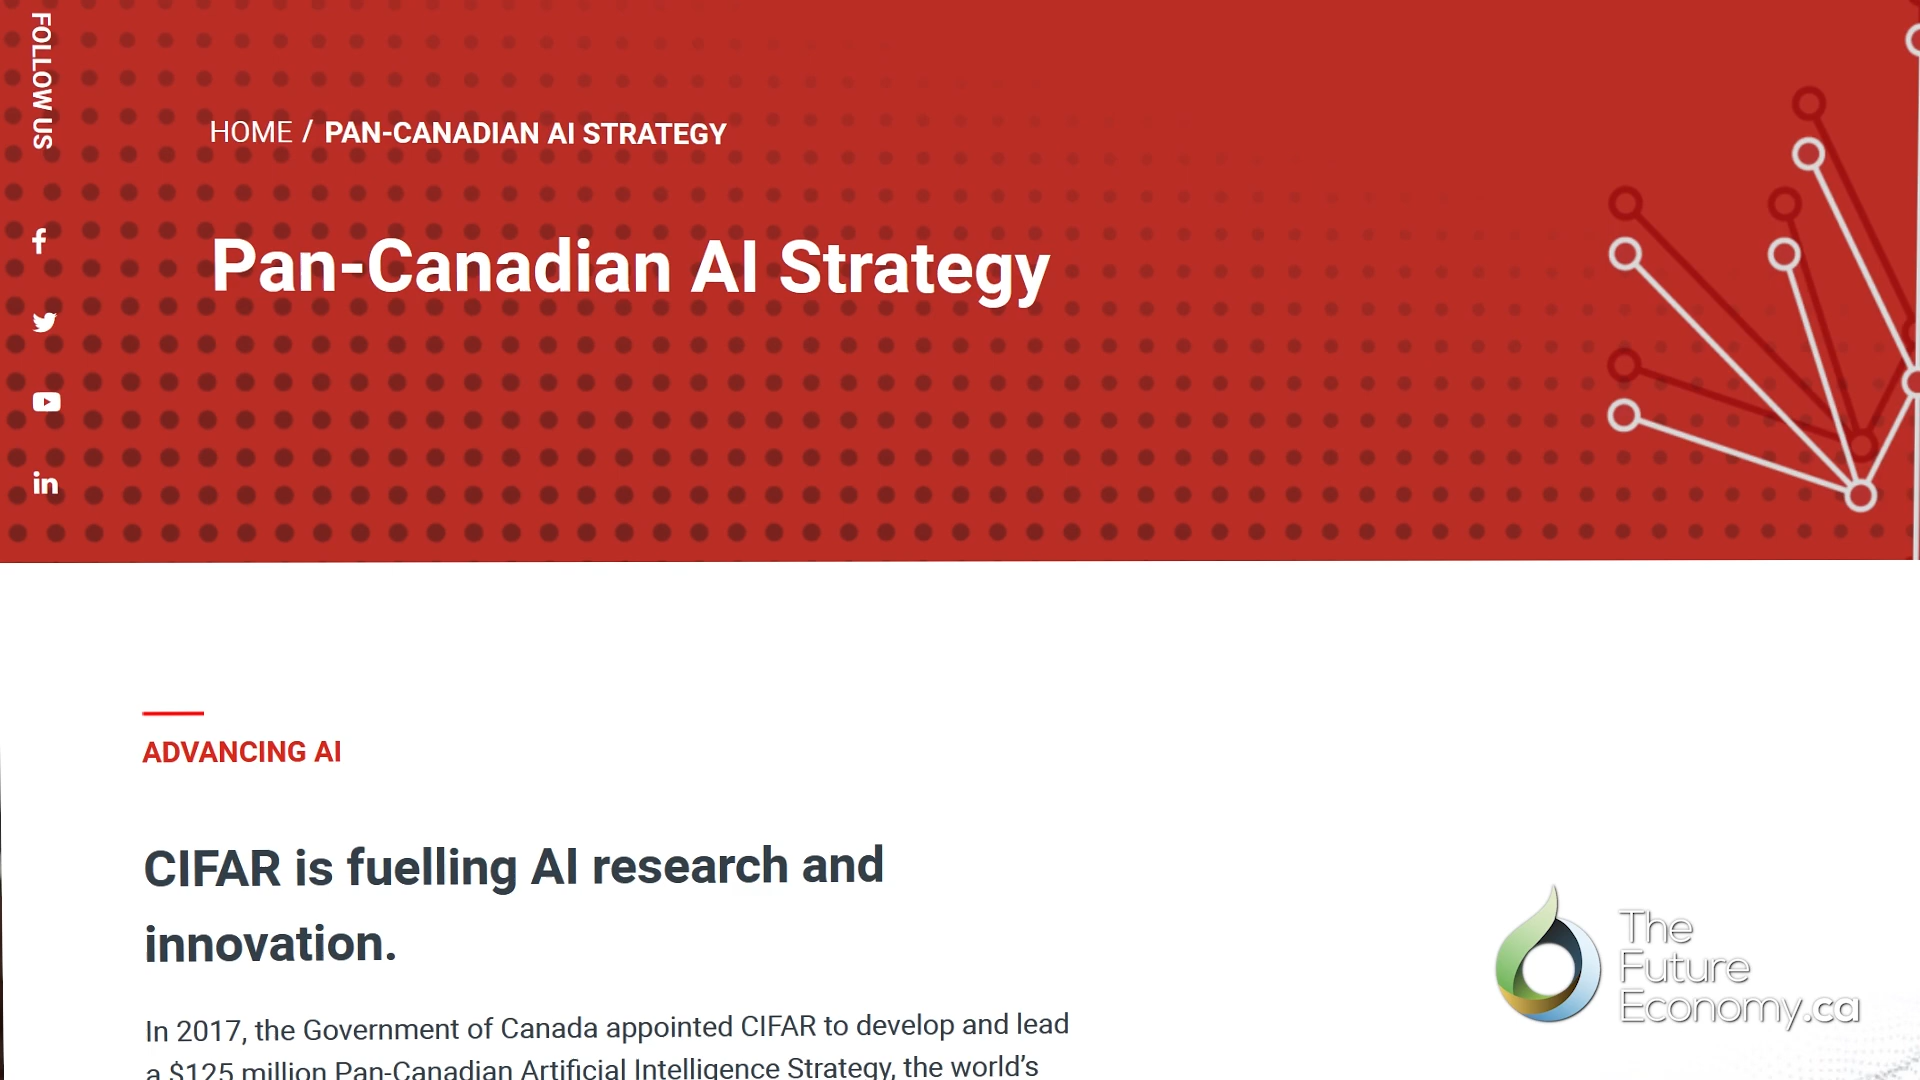 FOLLOW US
HOME / PAN-CANADIAN AI STRATEGY
Pan-Canadian AI Strategy
ADVANCING AI
CIFAR is fuelling AI research and
innovation.
In 2017, the Government of Canada appointed CIFAR to develop and lead
a $125 million Pan-Canadian Artificial Intelligence Strategy, the world's
The
Future
Economy.ca